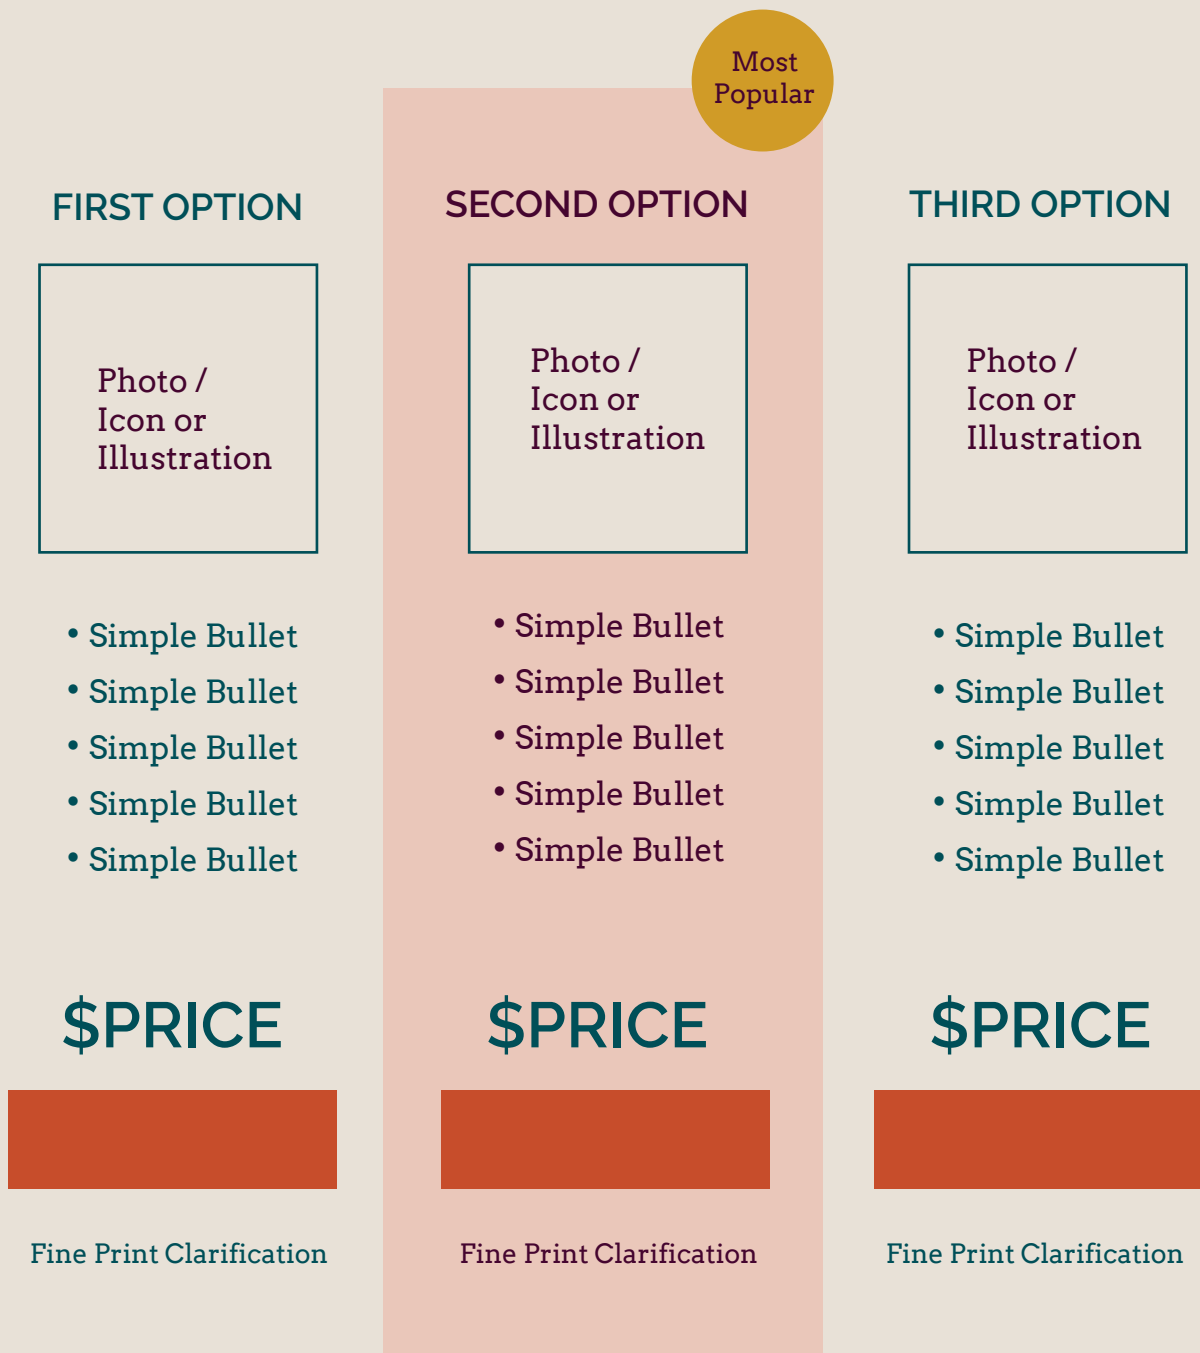 Most
Popular
FIRST OPTION
Photo /
Icon or
Illustration
• Simple Bullet
• Simple Bullet
• Simple Bullet
• Simple Bullet
• Simple Bullet
$PRICE
Fine Print Clarification
SECOND OPTION
Photo /
Icon or
Illustration
• Simple Bullet
• Simple Bullet
• Simple Bullet
• Simple Bullet
• Simple Bullet
$PRICE
Fine Print Clarification
THIRD OPTION
Photo /
Icon or
Illustration
• Simple Bullet
• Simple Bullet
• Simple Bullet
• Simple Bullet
• Simple Bullet
$PRICE
Fine Print Clarification